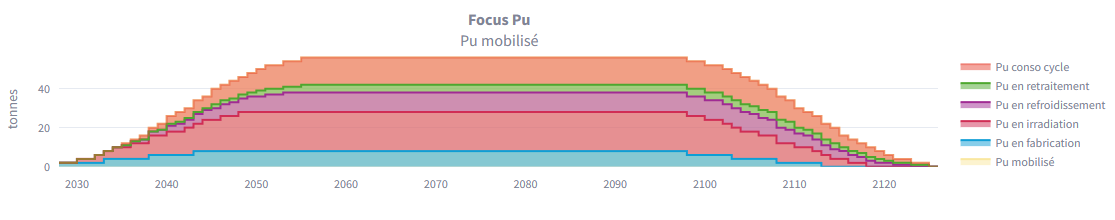 Focus Pu
Pu mobilisé
tonnes
40
20
0
2030 2040 2050 2060 2070 2080 2090 2100 2110 2120
Pu conso cycle
Pu en retraitement
Pu en refroidissement
Pu en irradiation
Pu en fabrication
Pu mobilisé